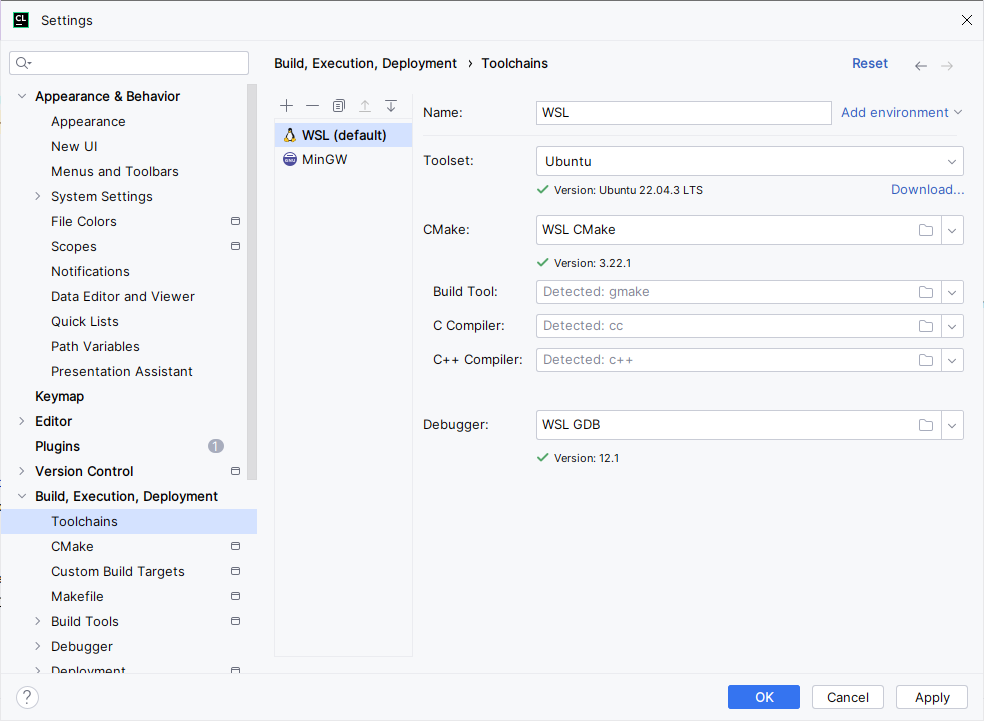 CL Settings
Build, Execution, Deployment › Toolchains
Reset
Appearance & Behavior
Appearance
New UI
Menus and Toolbars
System Settings
File Colors
Scopes
Notifications
Data Editor and Viewer
Quick Lists
Path Variables
Presentation Assistant
Keymap
Editor
Plugins 1
Version Control
Build, Execution, Deployment
Toolchains
CMake
Custom Build Targets
Makefile
Build Tools
Debugger
Deployment
WSL (default)
MinGW
Name: WSL Add environment
Toolset: Ubuntu
Version: Ubuntu 22.04.3 LTS Download...
CMake: WSL CMake
Version: 3.22.1
Build Tool: Detected: gmake
C Compiler: Detected: cc
C++ Compiler: Detected: c++
Debugger: WSL GDB
Version: 12.1
? OK Cancel Apply